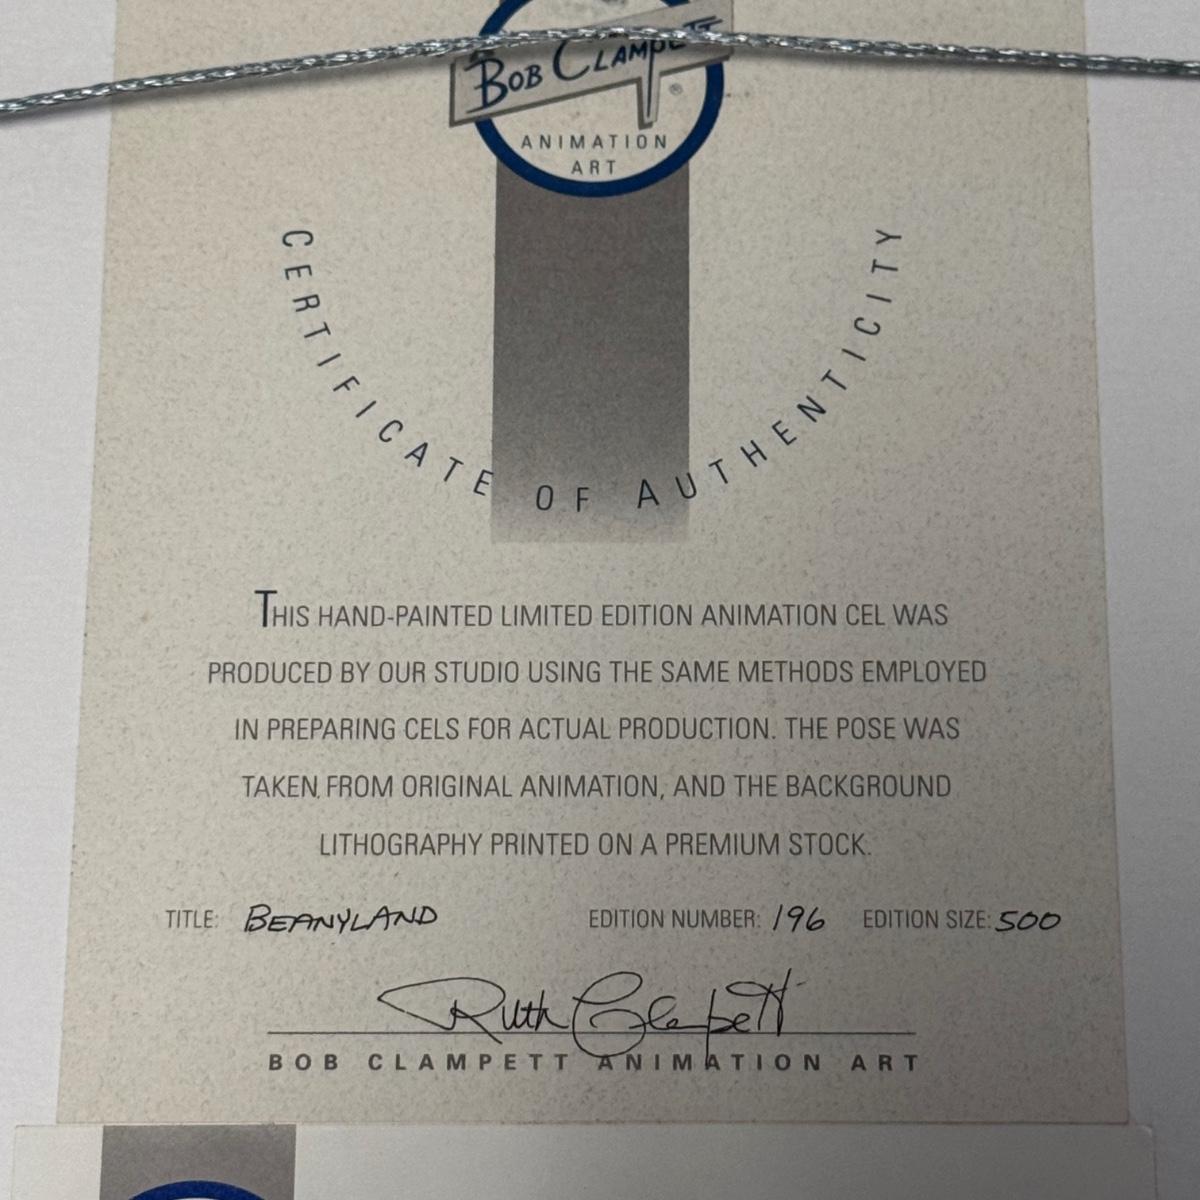 BOB CLAMPETT ®
ANIMATION
ART
CERTIFICATE OF AUTHENTICITY
THIS HAND-PAINTED LIMITED EDITION ANIMATION CEL WAS
PRODUCED BY OUR STUDIO USING THE SAME METHODS EMPLOYED
IN PREPARING CELS FOR ACTUAL PRODUCTION. THE POSE WAS
TAKEN FROM ORIGINAL ANIMATION, AND THE BACKGROUND
LITHOGRAPHY PRINTED ON A PREMIUM STOCK.
TITLE: BEANYLAND EDITION NUMBER: 196 EDITION SIZE: 500
Ruth Clampett
BOB CLAMPETT ANIMATION ART